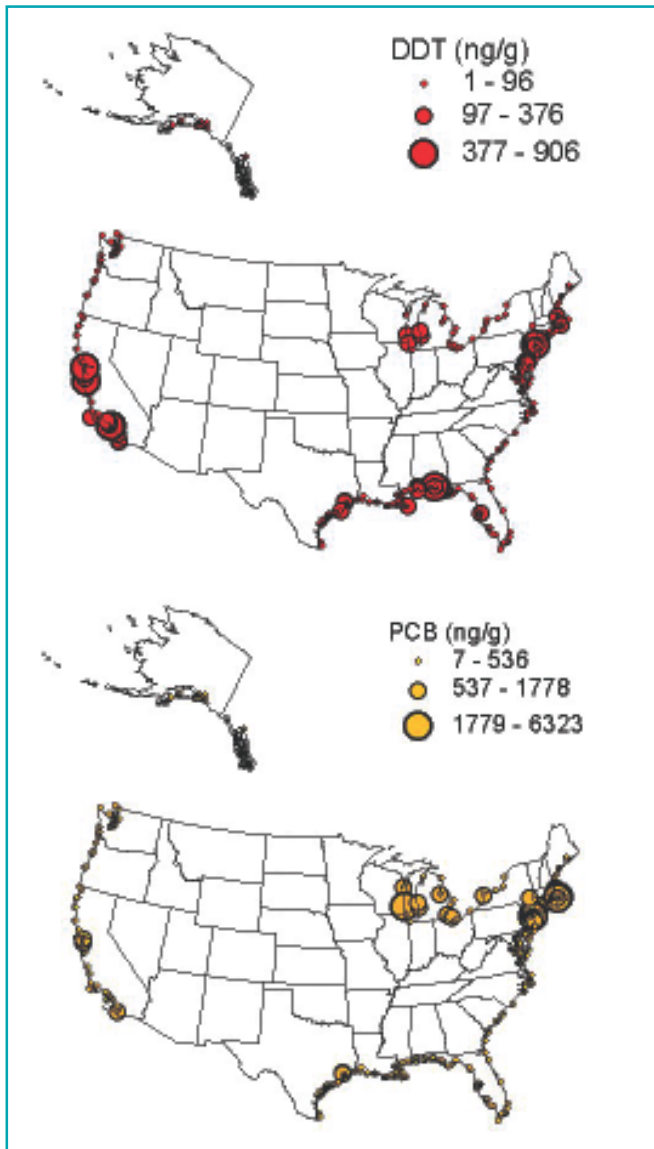 DDT (ng/g)
1 - 96
97 - 376
377 - 906
PCB (ng/g)
7 - 536
537 - 1778
1779 - 6323